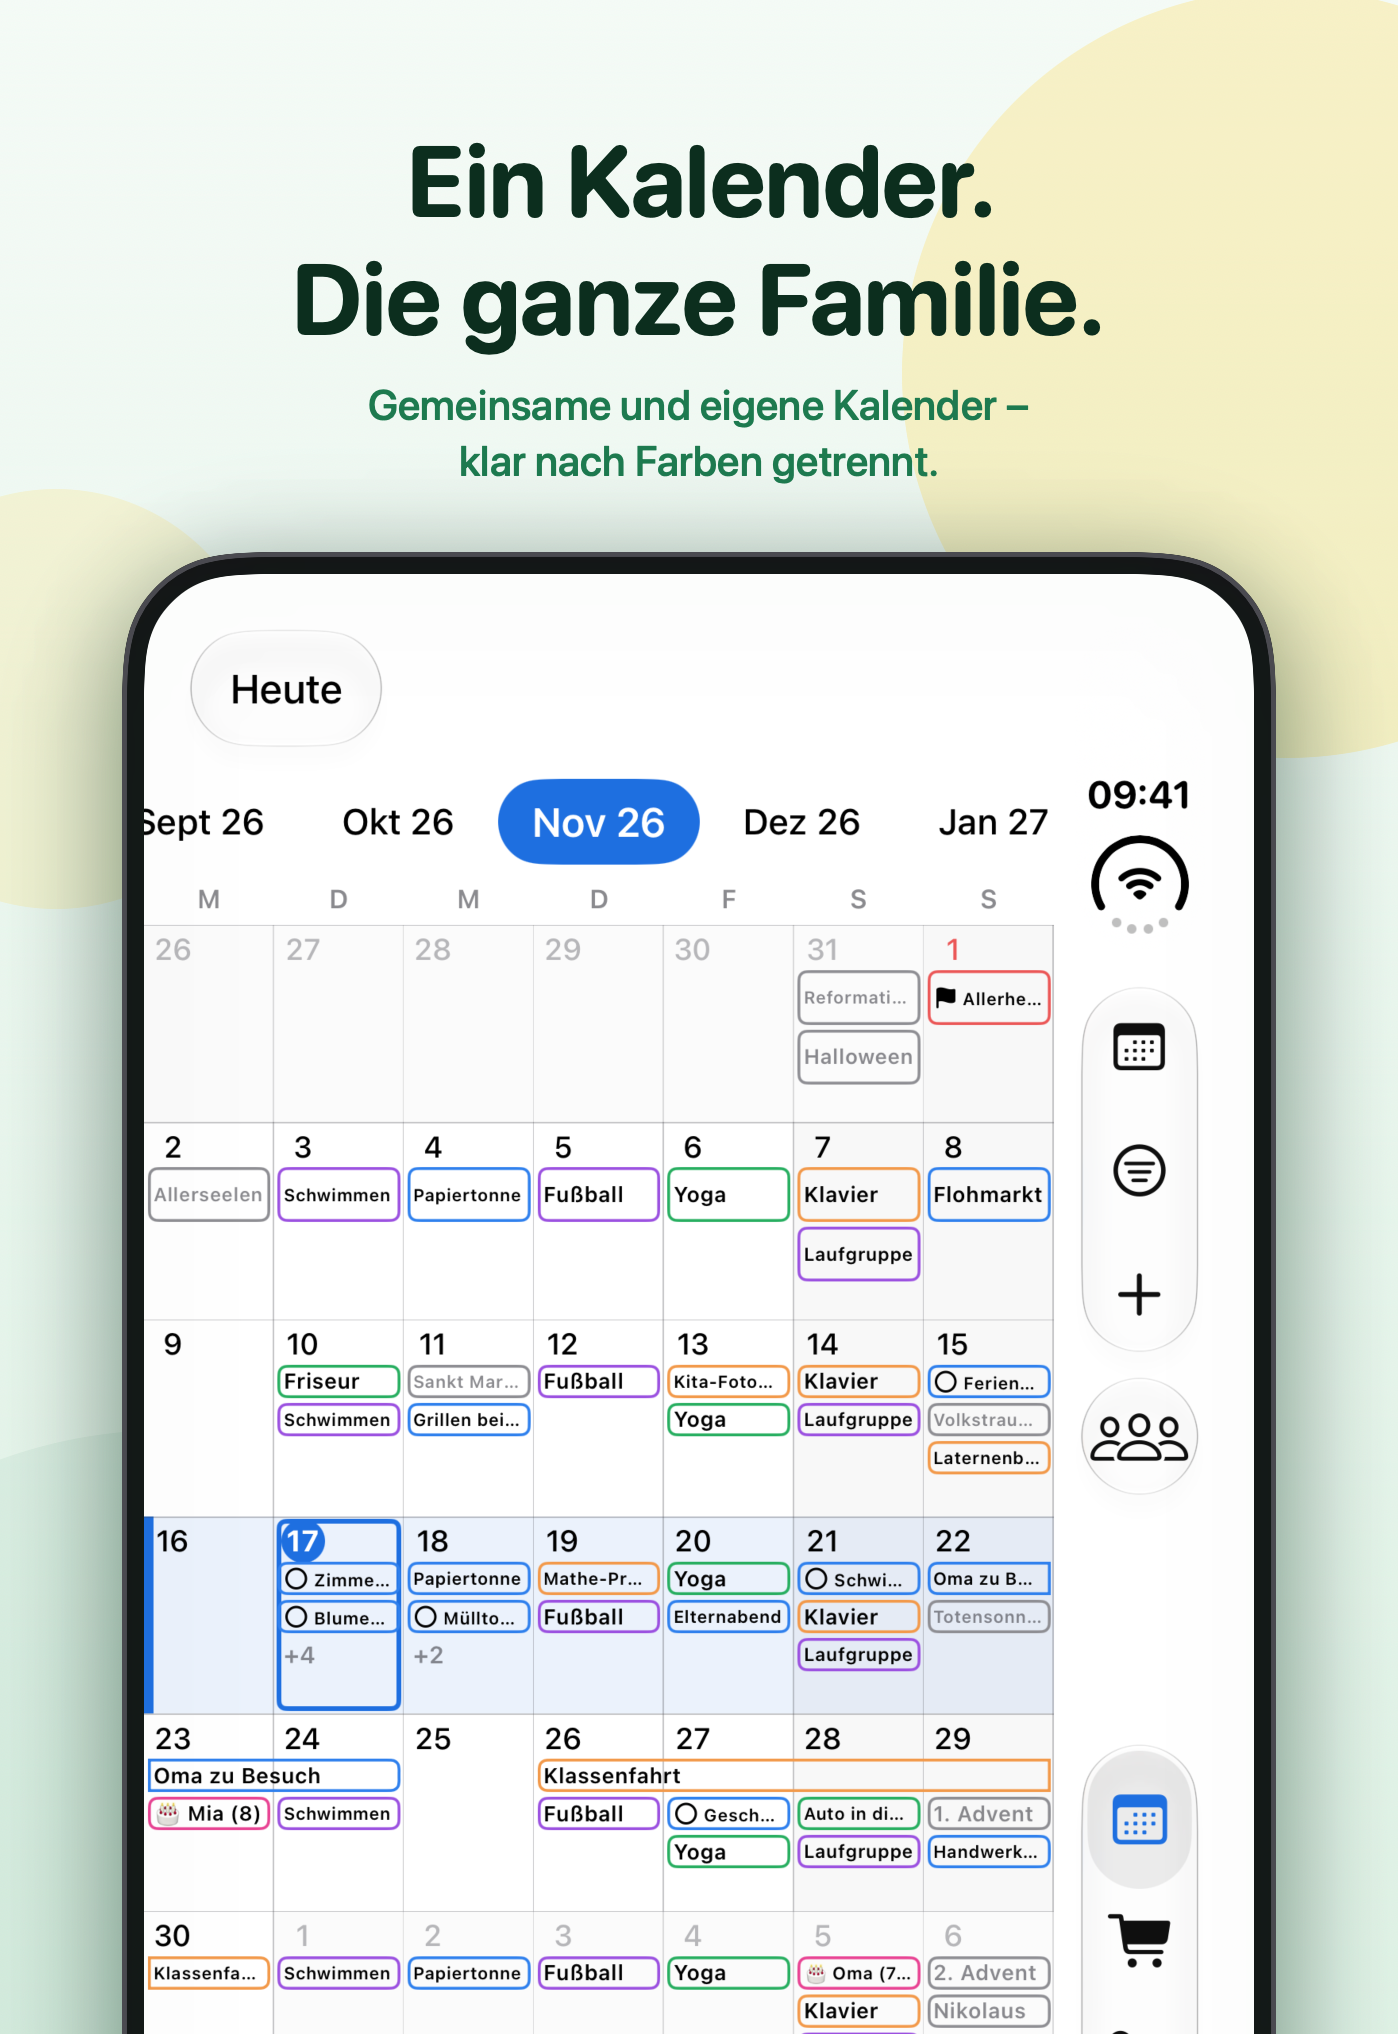 Ein Kalender.
Die ganze Familie.
Gemeinsame und eigene Kalender –
klar nach Farben getrennt.
Heute
Sept 26 Okt 26 Nov 26 Dez 26 Jan 27
09:41
M D M D F S S
26 27 28 29 30 31 1
Reformati... Allerhe...
Halloween
2 3 4 5 6 7 8
Allerseelen Schwimmen Papiertonne Fußball Yoga Klavier Flohmarkt
Laufgruppe
9 10 11 12 13 14 15
Friseur Sankt Mar... Fußball Kita-Foto... Klavier Ferien...
Schwimmen Grillen bei... Yoga Laufgruppe Volkstrau...
Laternenb...
16 17 18 19 20 21 22
Zimme... Papiertonne Mathe-Pr... Yoga Schwi... Oma zu B...
Blume... Müllto... Fußball Elternabend Klavier Totensonn...
+4 +2 Laufgruppe
23 24 25 26 27 28 29
Oma zu Besuch Klassenfahrt
Mia (8) Schwimmen Fußball Gesch... Auto in di... 1. Advent
Yoga Laufgruppe Handwerk...
30 1 2 3 4 5 6
Klassenfa... Schwimmen Papiertonne Fußball Yoga Oma (7... 2. Advent
Klavier Nikolaus